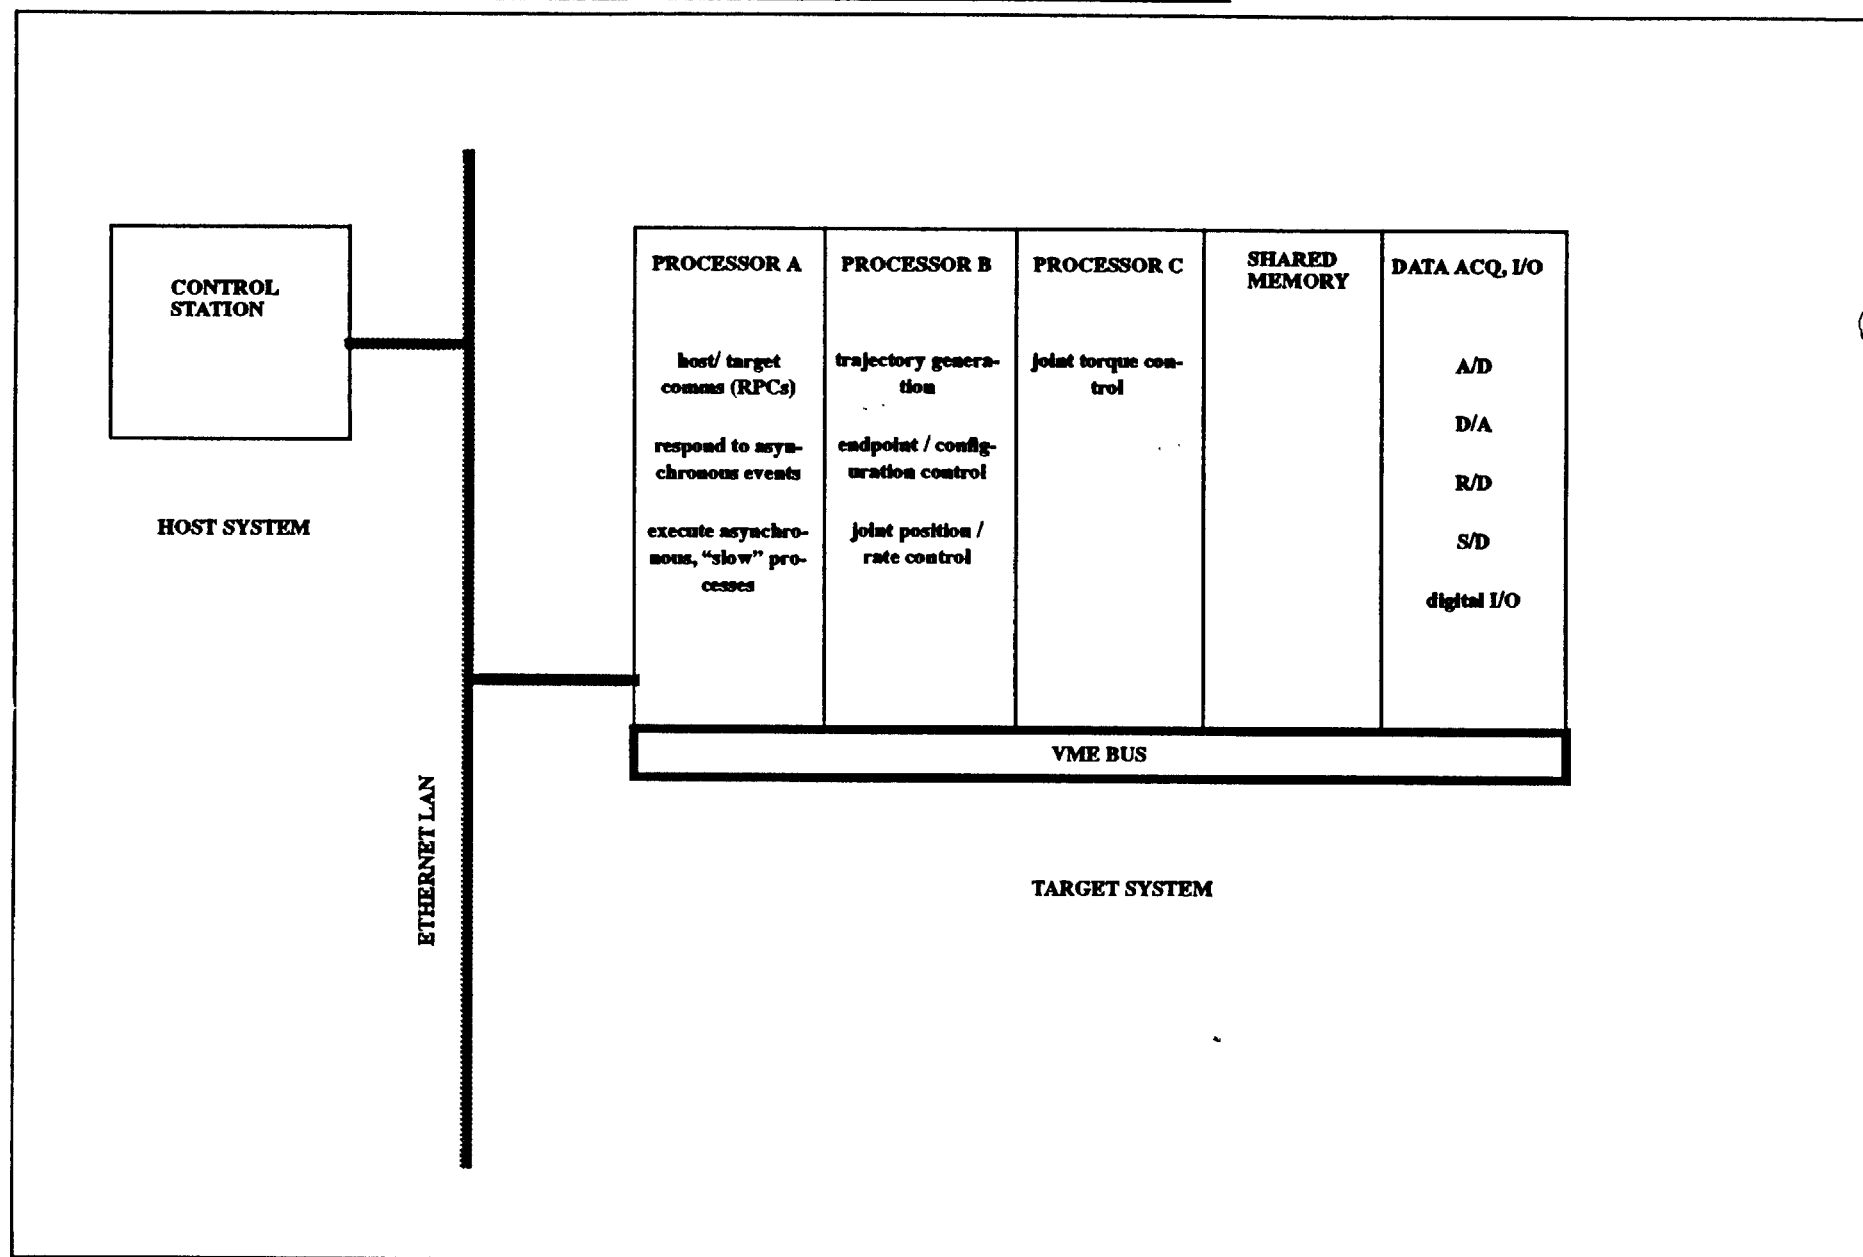 CONTROL
STATION
HOST SYSTEM
ETHERNET LAN
PROCESSOR A
host/ target
comms (RPCs)
respond to asyn-
chronous events
execute asynchro-
nous, “slow” pro-
cesses
PROCESSOR B
trajectory genera-
tion
endpoint / config-
uration control
joint position /
rate control
PROCESSOR C
joint torque con-
trol
SHARED
MEMORY
DATA ACQ, I/O
A/D
D/A
R/D
S/D
digital I/O
VME BUS
TARGET SYSTEM